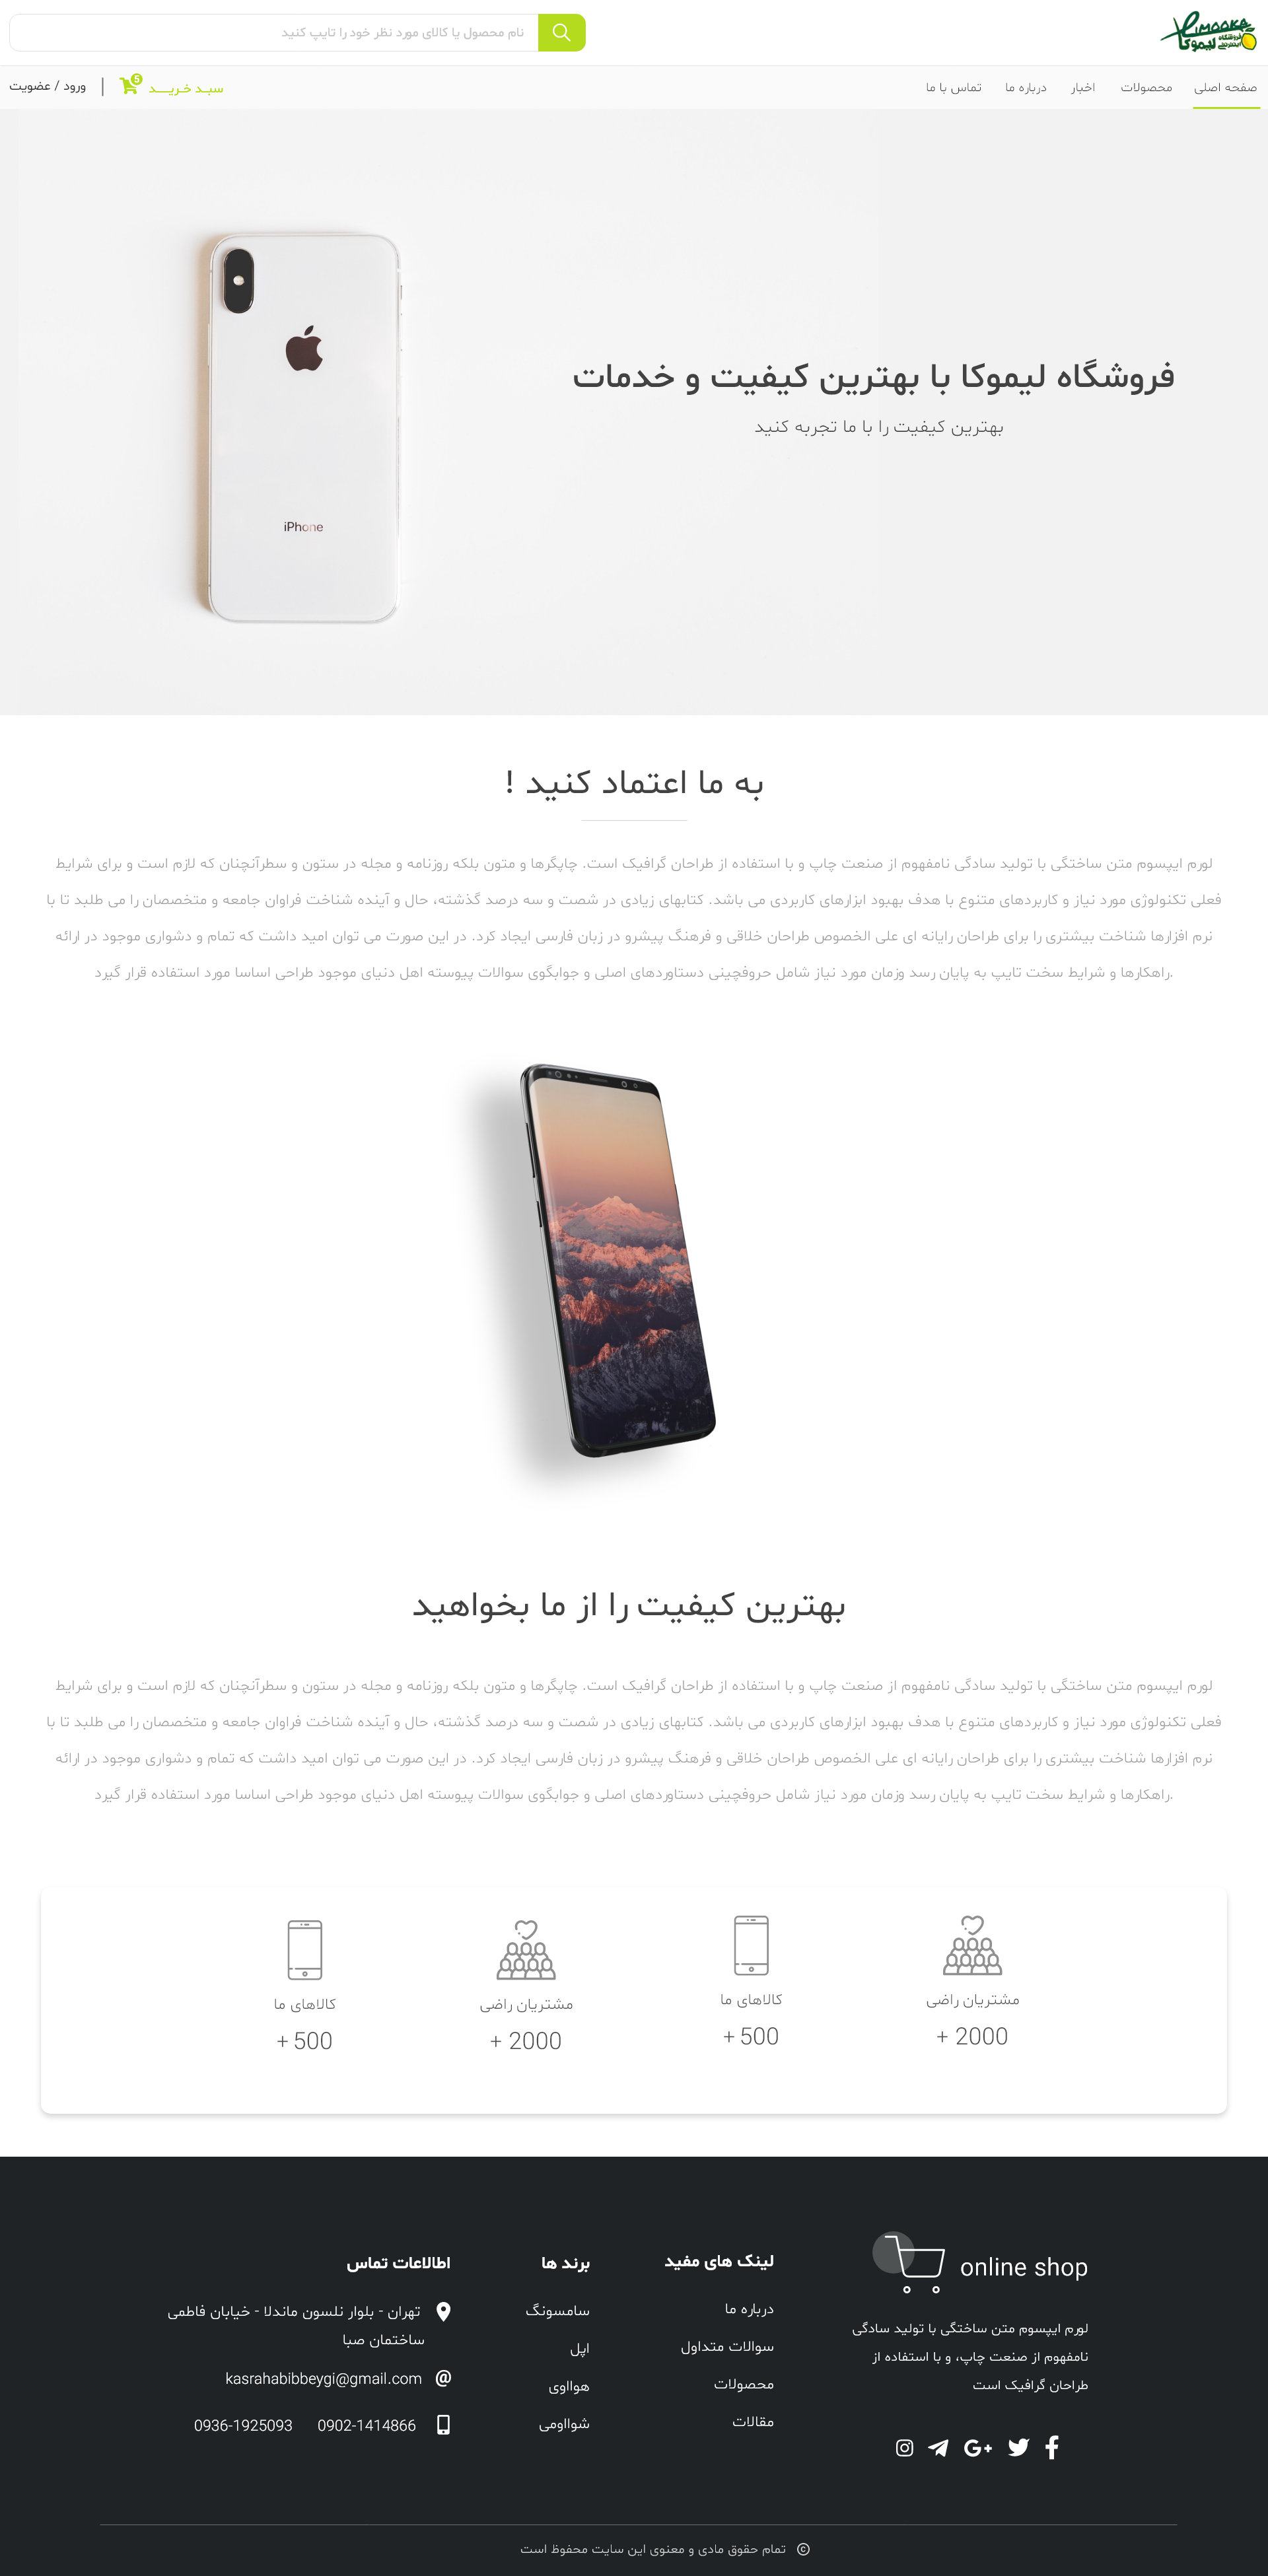 LIMOOKA
فروشگاه اینترنتی
لیموکا
نام محصول یا کالای مورد نظر خود را تایپ کنید
صفحه اصلی
محصولات
اخبار
درباره ما
تماس با ما
سبـد خـریــــد
5
ورود / عضویت
فروشگاه لیموکا با بهترین کیفیت و خدمات
بهترین کیفیت را با ما تجربه کنید
iPhone
به ما اعتماد کنید !
لورم ایپسوم متن ساختگی با تولید سادگی نامفهوم از صنعت چاپ و با استفاده از طراحان گرافیک است. چاپگرها و متون بلکه روزنامه و مجله در ستون و سطرآنچنان که لازم است و برای شرایط
فعلی تکنولوژی مورد نیاز و کاربردهای متنوع با هدف بهبود ابزارهای کاربردی می باشد. کتابهای زیادی در شصت و سه درصد گذشته، حال و آینده شناخت فراوان جامعه و متخصصان را می طلبد تا با
نرم افزارها شناخت بیشتری را برای طراحان رایانه ای علی الخصوص طراحان خلاقی و فرهنگ پیشرو در زبان فارسی ایجاد کرد. در این صورت می توان امید داشت که تمام و دشواری موجود در ارائه
.راهکارها و شرایط سخت تایپ به پایان رسد وزمان مورد نیاز شامل حروفچینی دستاوردهای اصلی و جوابگوی سوالات پیوسته اهل دنیای موجود طراحی اساسا مورد استفاده قرار گیرد
بهترین کیفیت را از ما بخواهید
لورم ایپسوم متن ساختگی با تولید سادگی نامفهوم از صنعت چاپ و با استفاده از طراحان گرافیک است. چاپگرها و متون بلکه روزنامه و مجله در ستون و سطرآنچنان که لازم است و برای شرایط
فعلی تکنولوژی مورد نیاز و کاربردهای متنوع با هدف بهبود ابزارهای کاربردی می باشد. کتابهای زیادی در شصت و سه درصد گذشته، حال و آینده شناخت فراوان جامعه و متخصصان را می طلبد تا با
نرم افزارها شناخت بیشتری را برای طراحان رایانه ای علی الخصوص طراحان خلاقی و فرهنگ پیشرو در زبان فارسی ایجاد کرد. در این صورت می توان امید داشت که تمام و دشواری موجود در ارائه
.راهکارها و شرایط سخت تایپ به پایان رسد وزمان مورد نیاز شامل حروفچینی دستاوردهای اصلی و جوابگوی سوالات پیوسته اهل دنیای موجود طراحی اساسا مورد استفاده قرار گیرد
مشتریان راضی
+ 2000
کالاهای ما
+ 500
مشتریان راضی
+ 2000
کالاهای ما
+ 500
online shop
لورم ایپسوم متن ساختگی با تولید سادگی
نامفهوم از صنعت چاپ، و با استفاده از
طراحان گرافیک است
لینک های مفید
درباره ما
سوالات متداول
محصولات
مقالات
برند ها
سامسونگ
اپل
هوااوی
شوااومی
اطالاعات تماس
تهران - بلوار نلسون ماندلا - خیابان فاطمی
ساختمان صبا
kasrahabibbeygi@gmail.com
0936-1925093 0902-1414866
© تمام حقوق مادی و معنوی این سایت محفوظ است